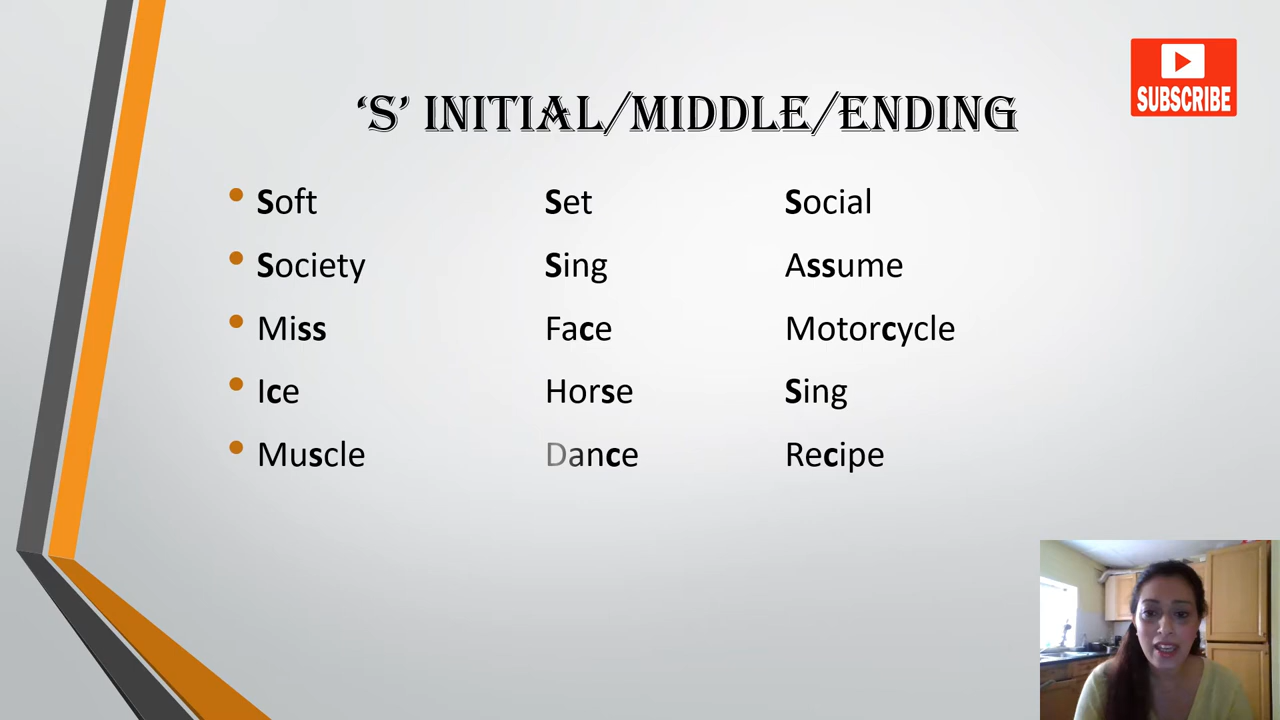 SUBSCRIBE
‘S’ INITIAL/MIDDLE/ENDING
• Soft Set Social
• Society Sing Assume
• Miss Face Motorcycle
• Ice Horse Sing
• Muscle Dance Recipe